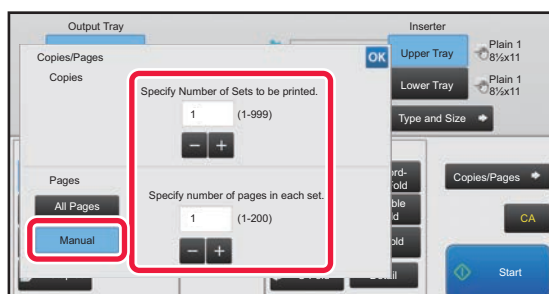 Output Tray
Inserter
Copies/Pages
OK
Upper Tray
Plain 1
8½x11
Copies
Specify Number of Sets to be printed.
Lower Tray
Plain 1
8½x11
1 (1-999)
Type and Size
Pages
Copies/Pages
Specify number of pages in each set.
All Pages
1 (1-200)
CA
Manual
Start